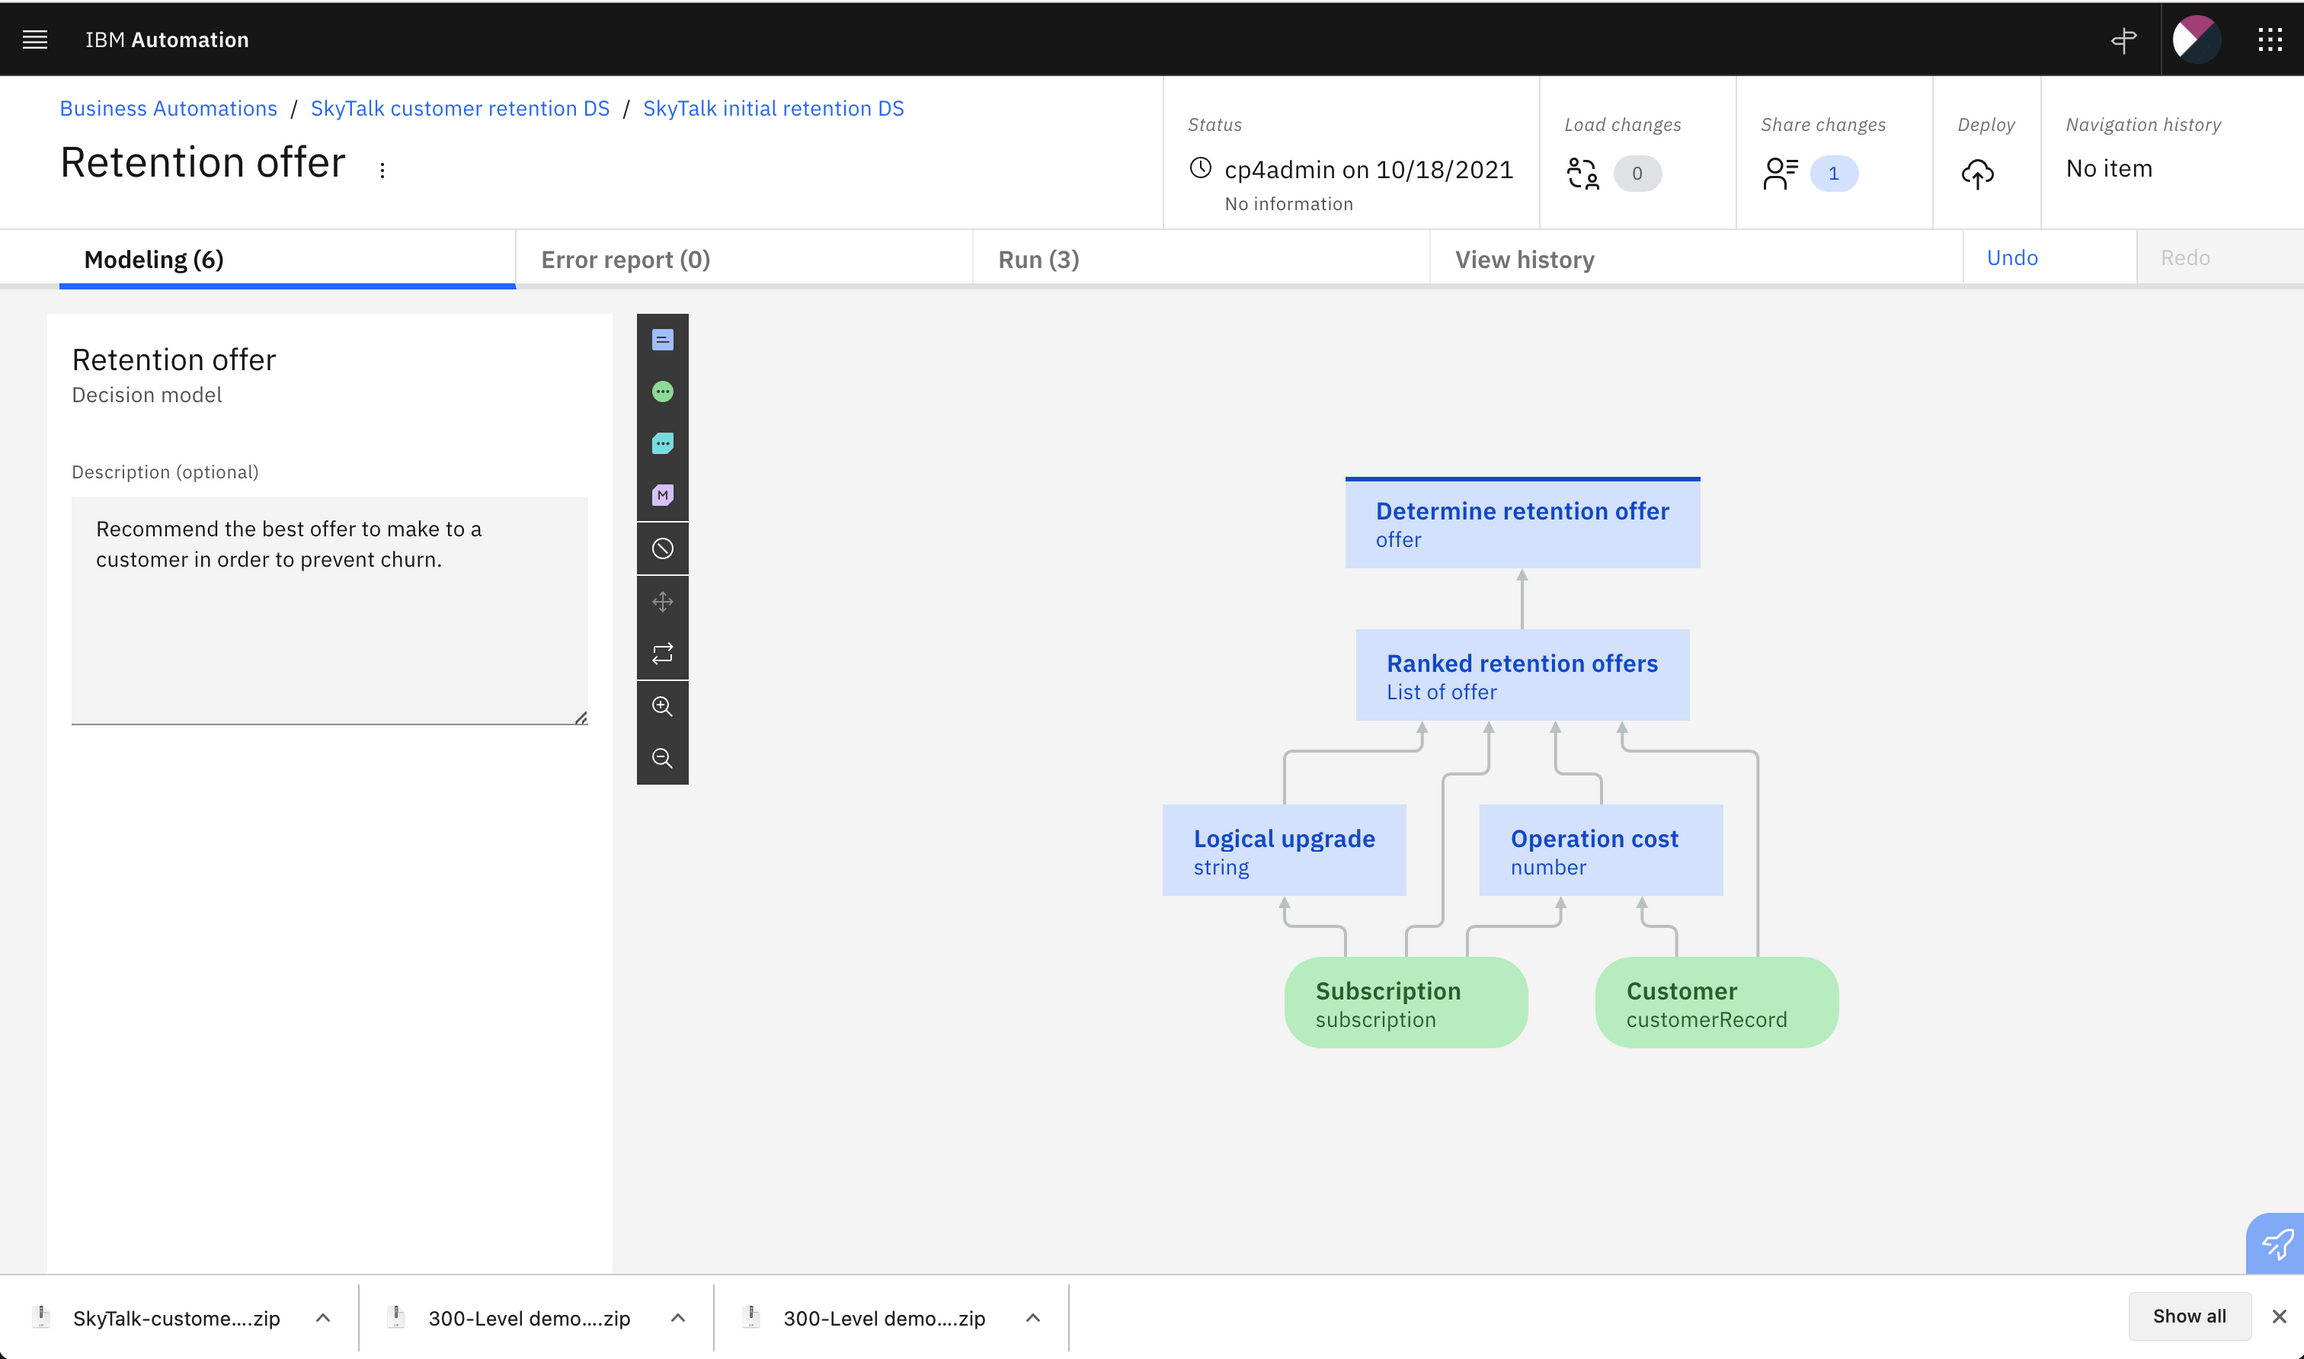 IBM Automation
Business Automations / SkyTalk customer retention DS / SkyTalk initial retention DS
Retention offer
Status
cp4admin on 10/18/2021
No information
Load changes
0
Share changes
1
Deploy
Navigation history
No item
Modeling (6)
Error report (0)
Run (3)
View history
Undo
Redo
Retention offer
Decision model
Description (optional)
Recommend the best offer to make to a
customer in order to prevent churn.
M
Determine retention offer
offer
Ranked retention offers
List of offer
Logical upgrade
string
Operation cost
number
Subscription
subscription
Customer
customerRecord
SkyTalk-custome....zip
300-Level demo....zip
300-Level demo....zip
Show all